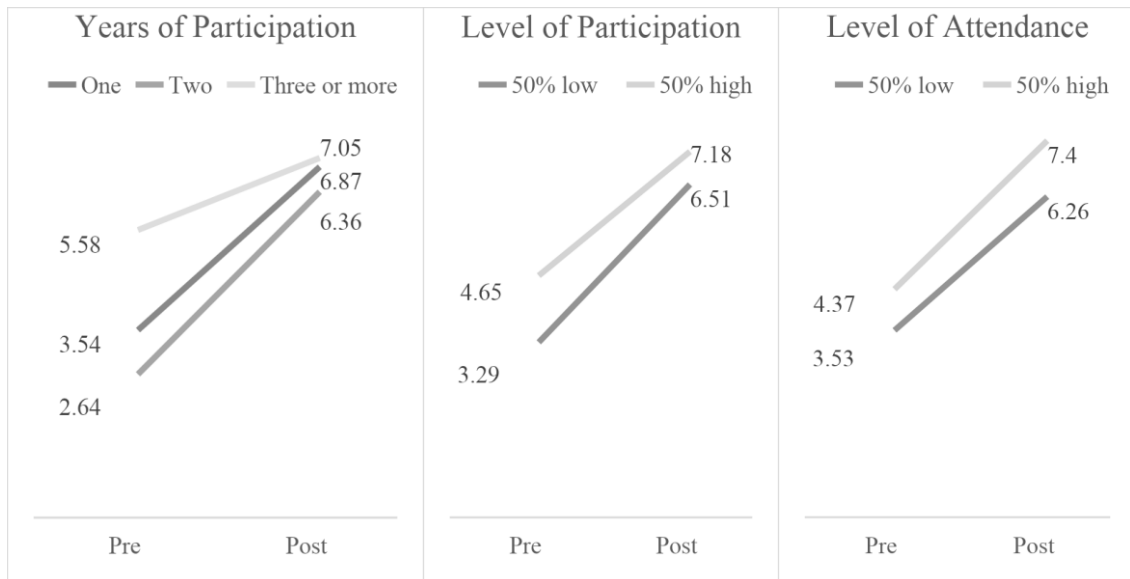 Years of Participation
One Two Three or more
7.05
6.87
6.36
5.58
3.54
2.64
Pre Post
Level of Participation
50% low 50% high
7.18
6.51
4.65
3.29
Pre Post
Level of Attendance
50% low 50% high
7.4
6.26
4.37
3.53
Pre Post